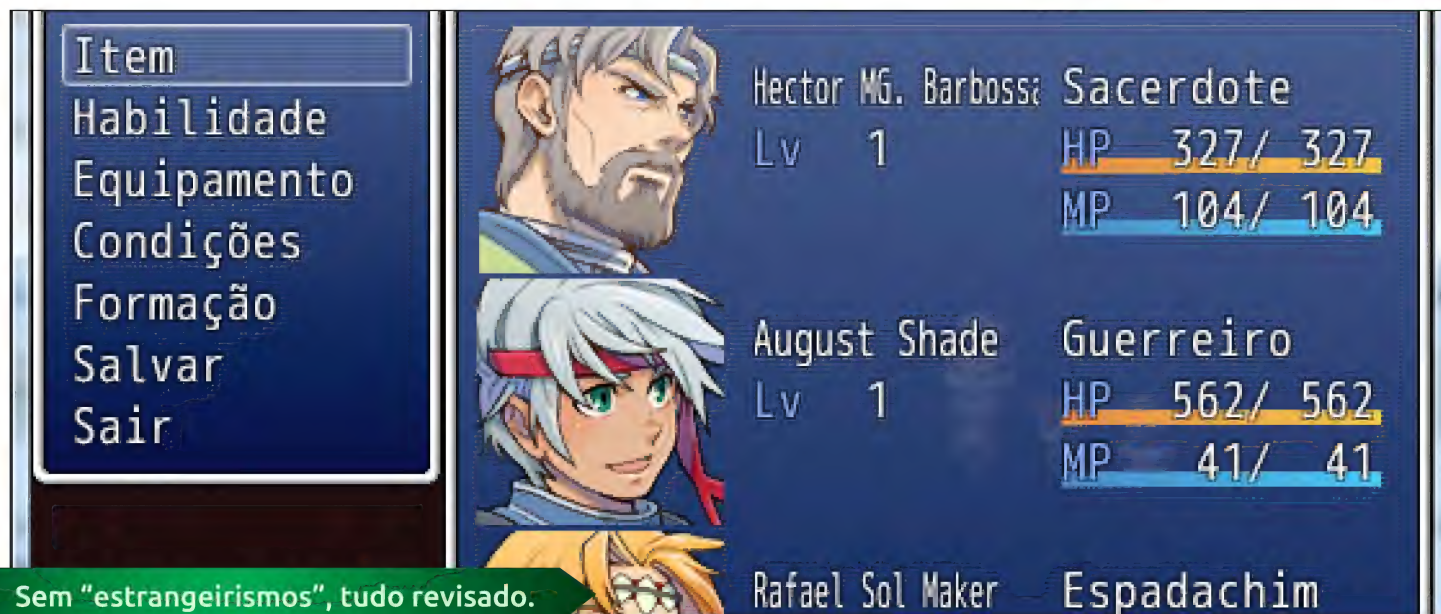 Item
Habilidade
Equipamento
Condições
Formação
Salvar
Sair
Hector MG. Barbossa Sacerdote
Lv 1 HP 327/ 327
MP 104/ 104
August Shade Guerreiro
Lv 1 HP 562/ 562
MP 41/ 41
Rafael Sol Maker Espadachim
Sem “estrangeirismos”, tudo revisado.